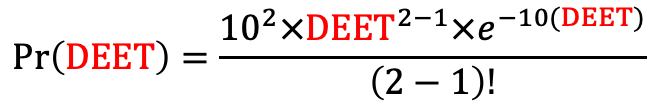 Pr(DEET) = 10²×DEET²⁻¹×e⁻¹⁰⁽ᴰᴱᴱᵀ⁾ / (2 − 1)!